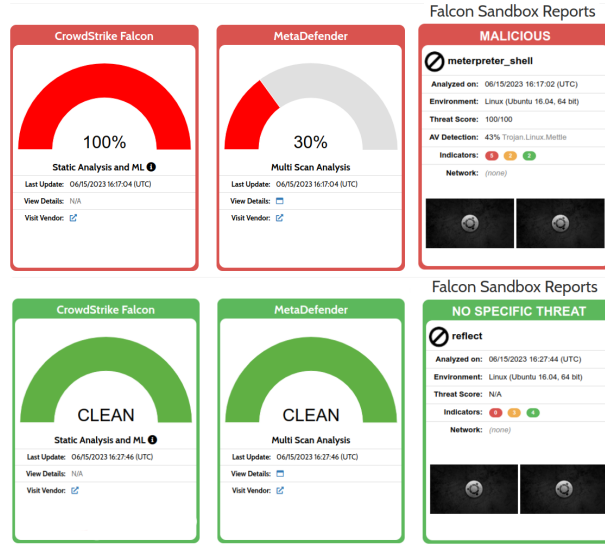 Falcon Sandbox Reports
CrowdStrike Falcon
100%
Static Analysis and ML
Last Update: 06/15/2023 16:17:04 (UTC)
View Details: N/A
Visit Vendor:
MetaDefender
30%
Multi Scan Analysis
Last Update: 06/15/2023 16:17:04 (UTC)
View Details:
Visit Vendor:
MALICIOUS
meterpreter_shell
Analyzed on: 06/15/2023 16:17:02 (UTC)
Environment: Linux (Ubuntu 16.04, 64 bit)
Threat Score: 100/100
AV Detection: 43% Trojan.Linux.Mettle
Indicators: 5 2 2
Network: (none)
Falcon Sandbox Reports
CrowdStrike Falcon
CLEAN
Static Analysis and ML
Last Update: 06/15/2023 16:27:46 (UTC)
View Details: N/A
Visit Vendor:
MetaDefender
CLEAN
Multi Scan Analysis
Last Update: 06/15/2023 16:27:46 (UTC)
View Details:
Visit Vendor:
NO SPECIFIC THREAT
reflect
Analyzed on: 06/15/2023 16:27:44 (UTC)
Environment: Linux (Ubuntu 16.04, 64 bit)
Threat Score: N/A
Indicators: 0 3 4
Network: (none)